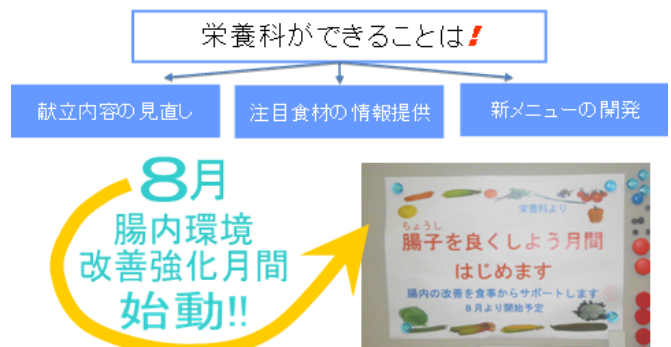 栄養科ができることは!
献立内容の見直し
注目食材の情報提供
新メニューの開発
8月
腸内環境
改善強化月間
始動!!
栄養科より
ちょうし
腸子を良くしよう月間
はじめます
腸内の改善を食事からサポートします
8月より開始予定